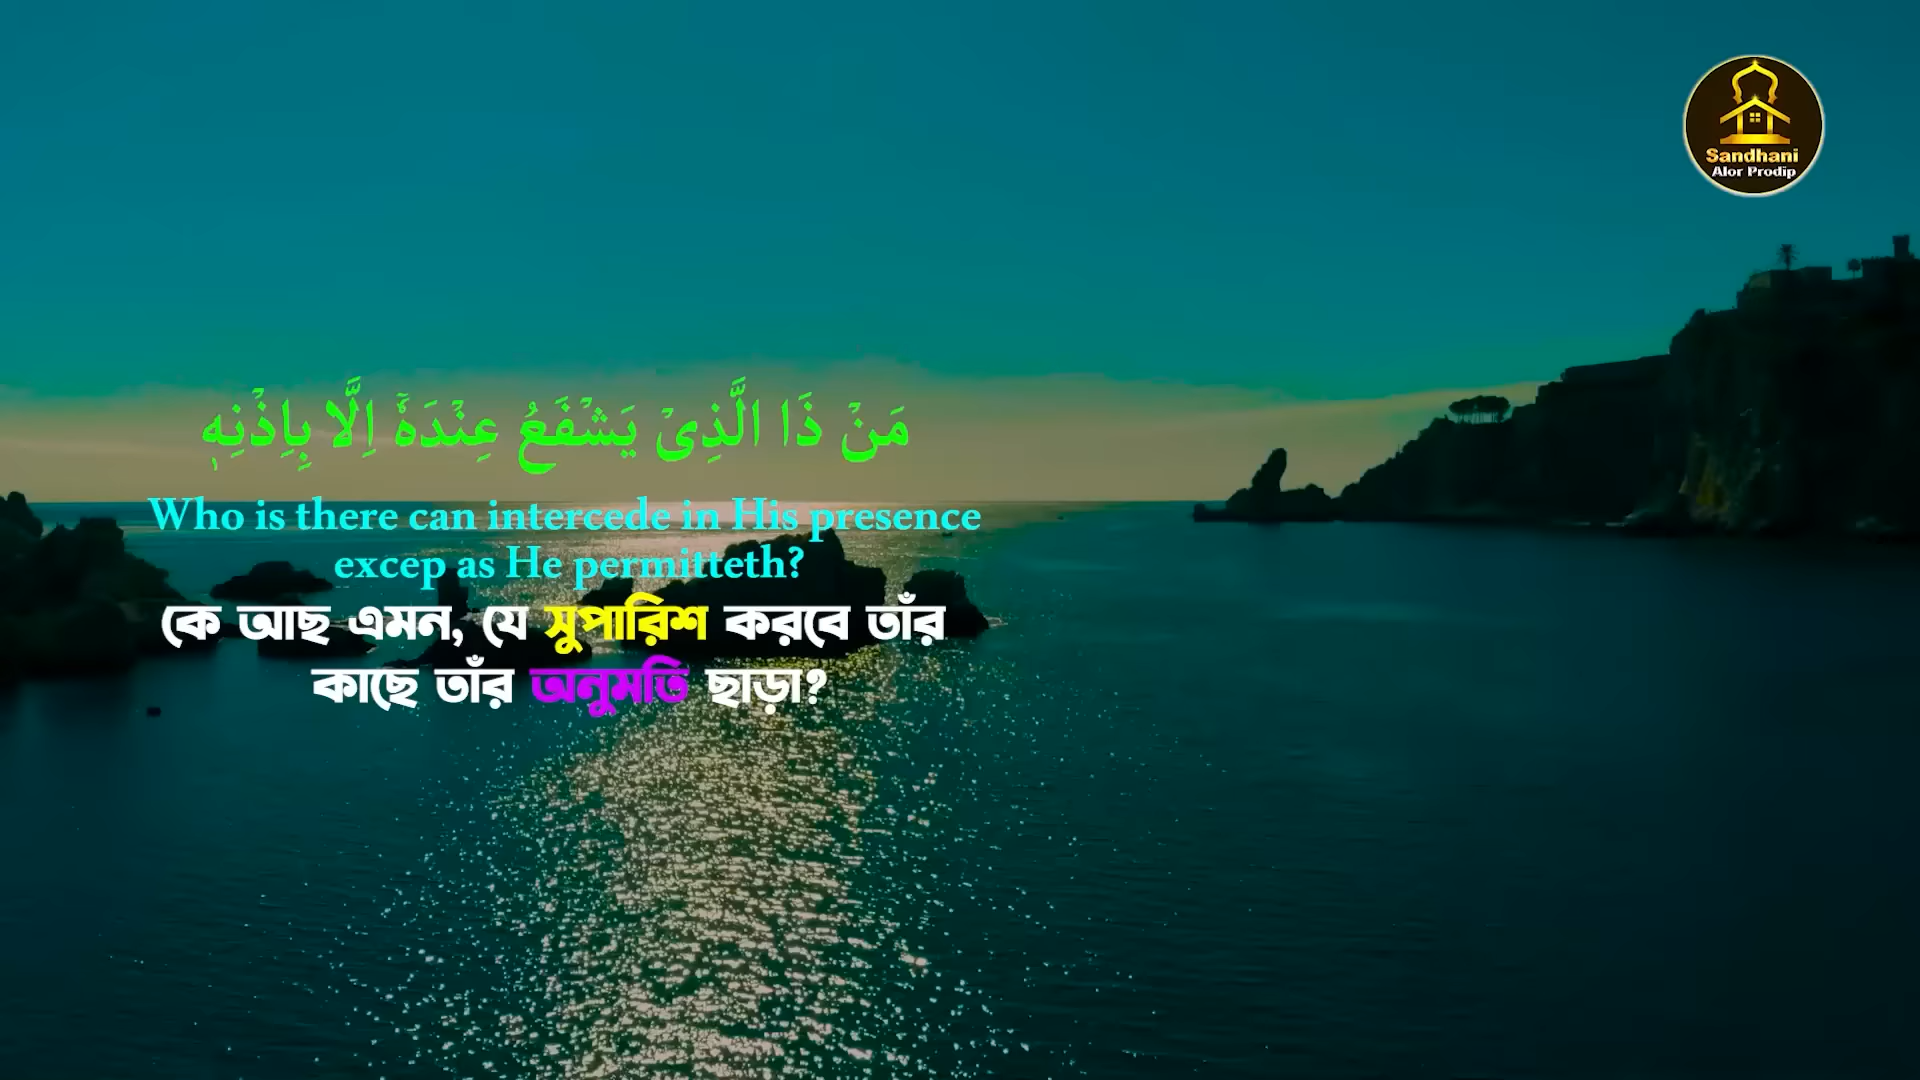 مَنْ ذَا الَّذِیْ یَشْفَعُ عِنْدَهٗۤ اِلَّا بِاِذْنِهٖ
Who is there can intercede in His presence
excep as He permitteth?
কে আছ এমন, যে সুপারিশ করবে তাঁর
কাছে তাঁর অনুমতি ছাড়া?
Sandhani
Alor Prodip